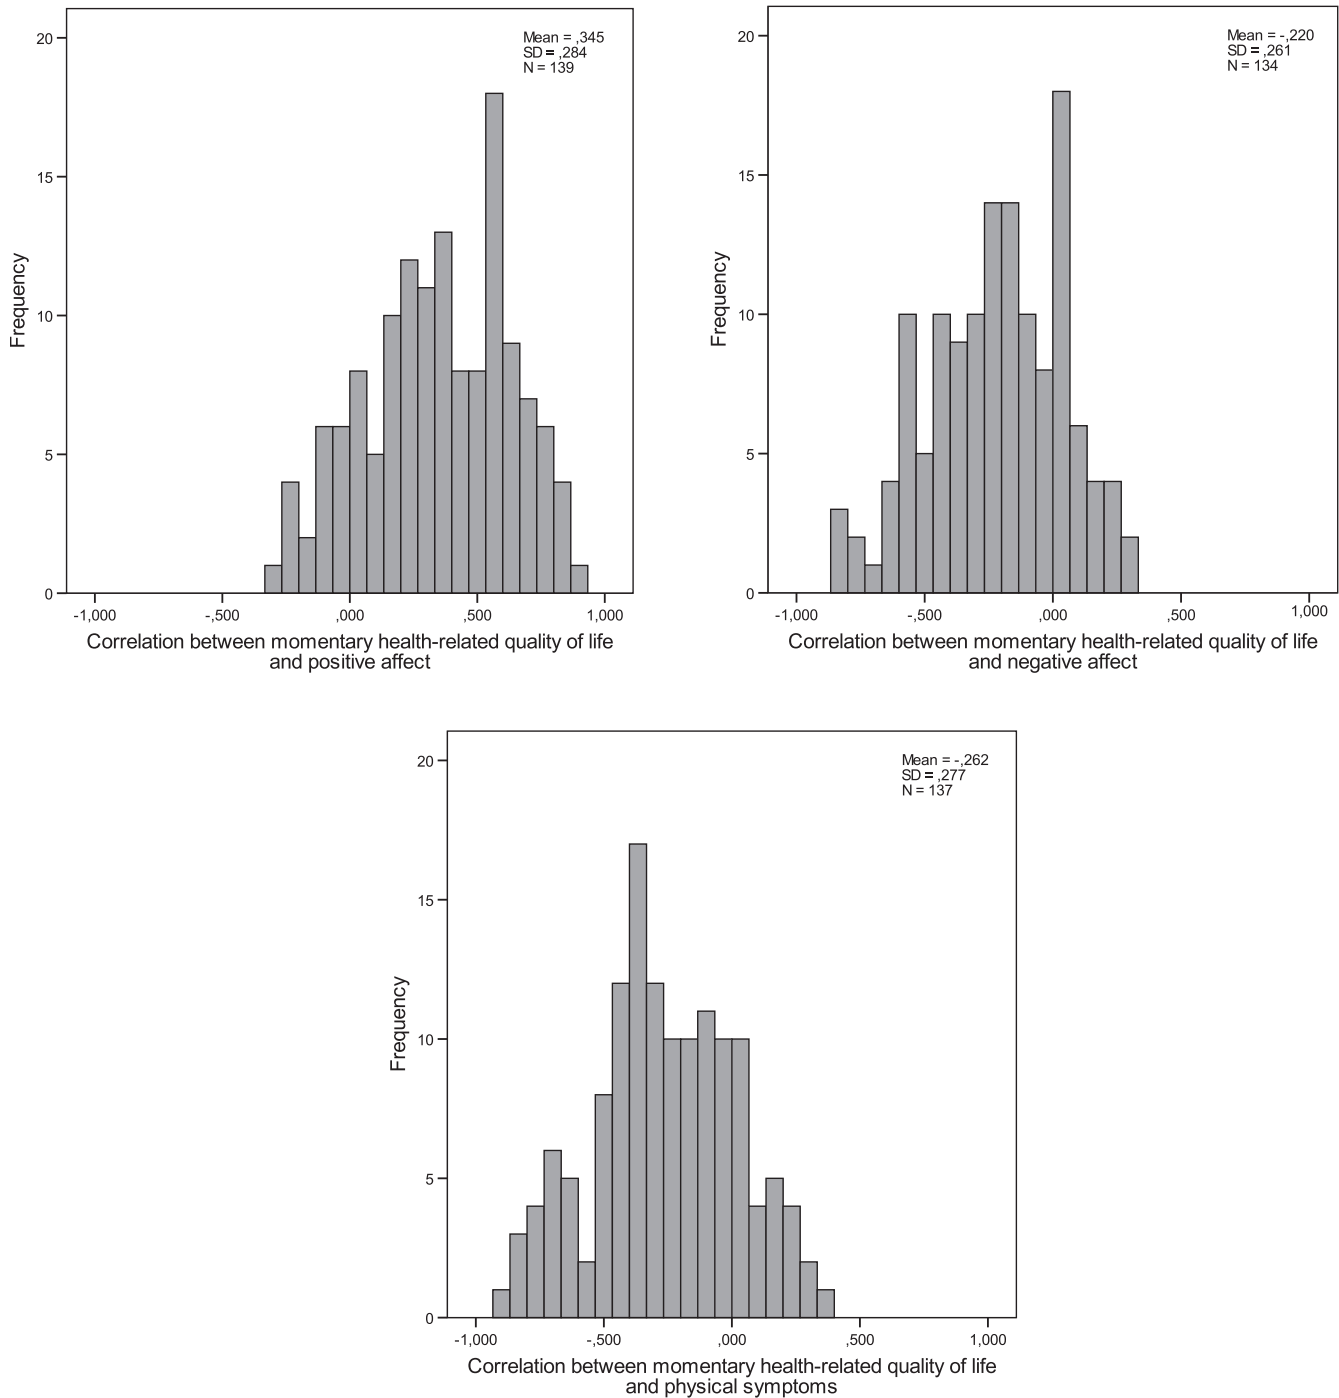 Mean = ,345
SD = ,284
N = 139
20
15
10
5
0
Frequency
-1,000
-,500
,000
,500
1,000
Correlation between momentary health-related quality of life
and positive affect
Mean = -,220
SD = ,261
N = 134
20
15
10
5
0
Frequency
-1,000
-,500
,000
,500
1,000
Correlation between momentary health-related quality of life
and negative affect
Mean = -,262
SD = ,277
N = 137
20
15
10
5
0
Frequency
-1,000
-,500
,000
,500
1,000
Correlation between momentary health-related quality of life
and physical symptoms